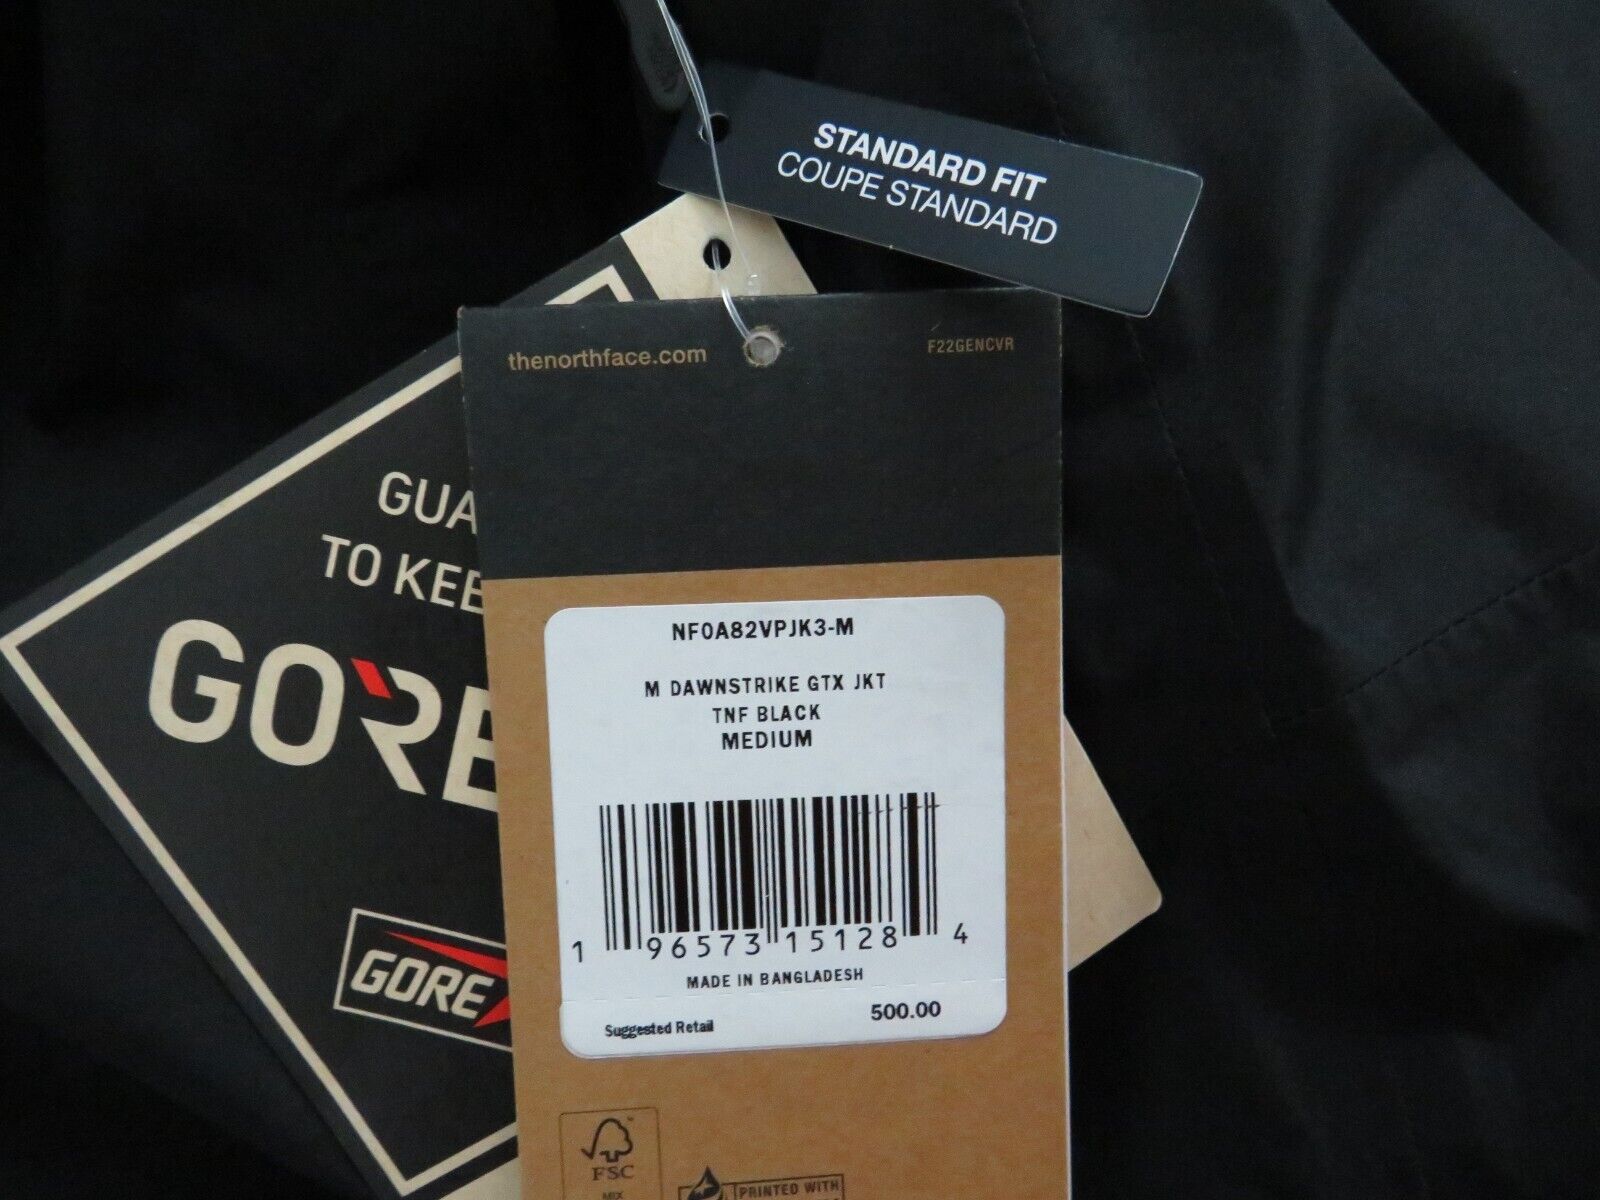 STANDARD FIT
COUPE STANDARD
thenorthface.com
F22GENCVR
GUA
TO KEE
GORE
GORE
NF0A82VPJK3-M
M DAWNSTRIKE GTX JKT
TNF BLACK
MEDIUM
1 96573 15128 4
MADE IN BANGLADESH
Suggested Retail 500.00
FSC
MIX
PRINTED WITH